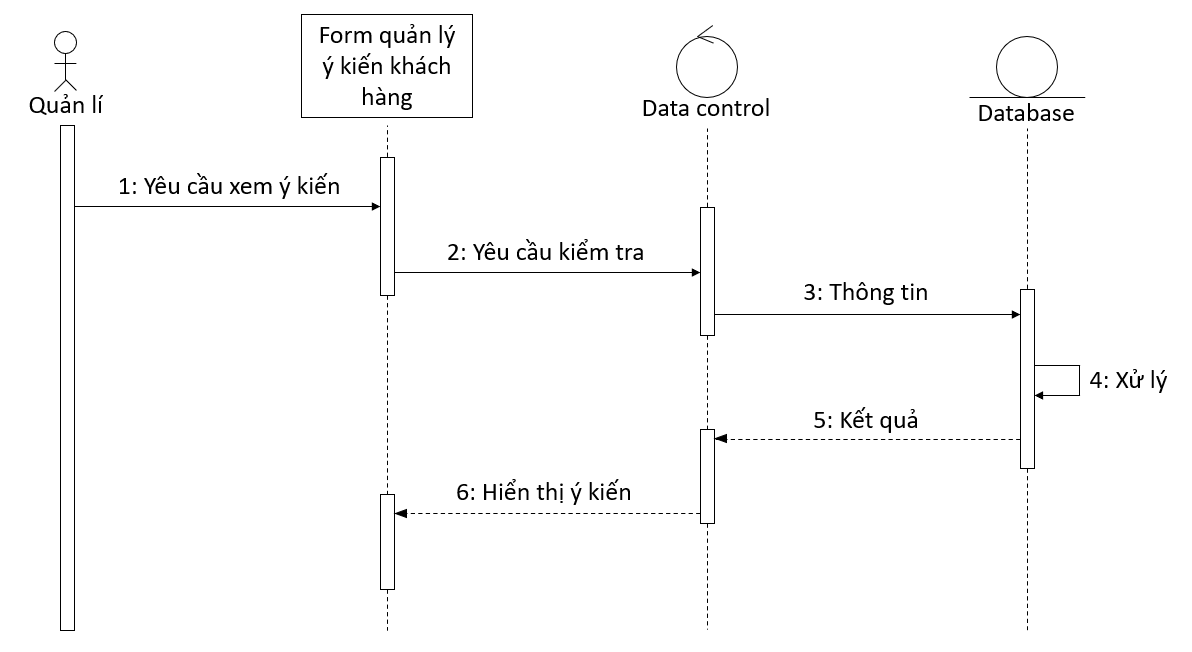 Form quản lý
ý kiến khách
hàng
Quản lí
Data control
Database
1: Yêu cầu xem ý kiến
2: Yêu cầu kiểm tra
3: Thông tin
4: Xử lý
5: Kết quả
6: Hiển thị ý kiến